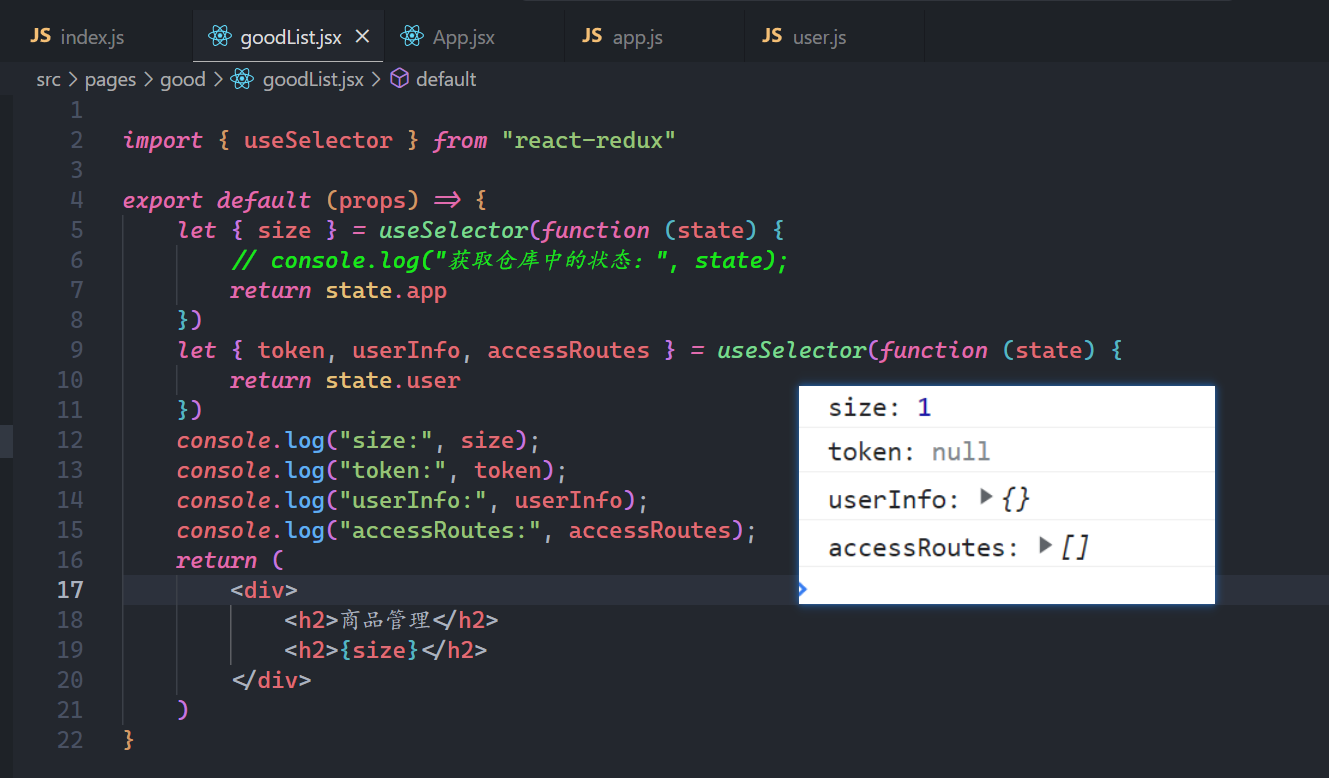 JS index.js goodList.jsx × App.jsx JS app.js JS user.js
src > pages > good > goodList.jsx > default
1
2 import { useSelector } from "react-redux"
3
4 export default (props) => {
5 let { size } = useSelector(function (state) {
6 // console.log("获取仓库中的状态: ", state);
7 return state.app
8 })
9 let { token, userInfo, accessRoutes } = useSelector(function (state) {
10 return state.user
11 })
12 console.log("size:", size);
13 console.log("token:", token);
14 console.log("userInfo:", userInfo);
15 console.log("accessRoutes:", accessRoutes);
16 return (
17 <div>
18 <h2>商品管理</h2>
19 <h2>{size}</h2>
20 </div>
21 )
22 }
size: 1
token: null
userInfo: ▶ {}
accessRoutes: ▶ []
>